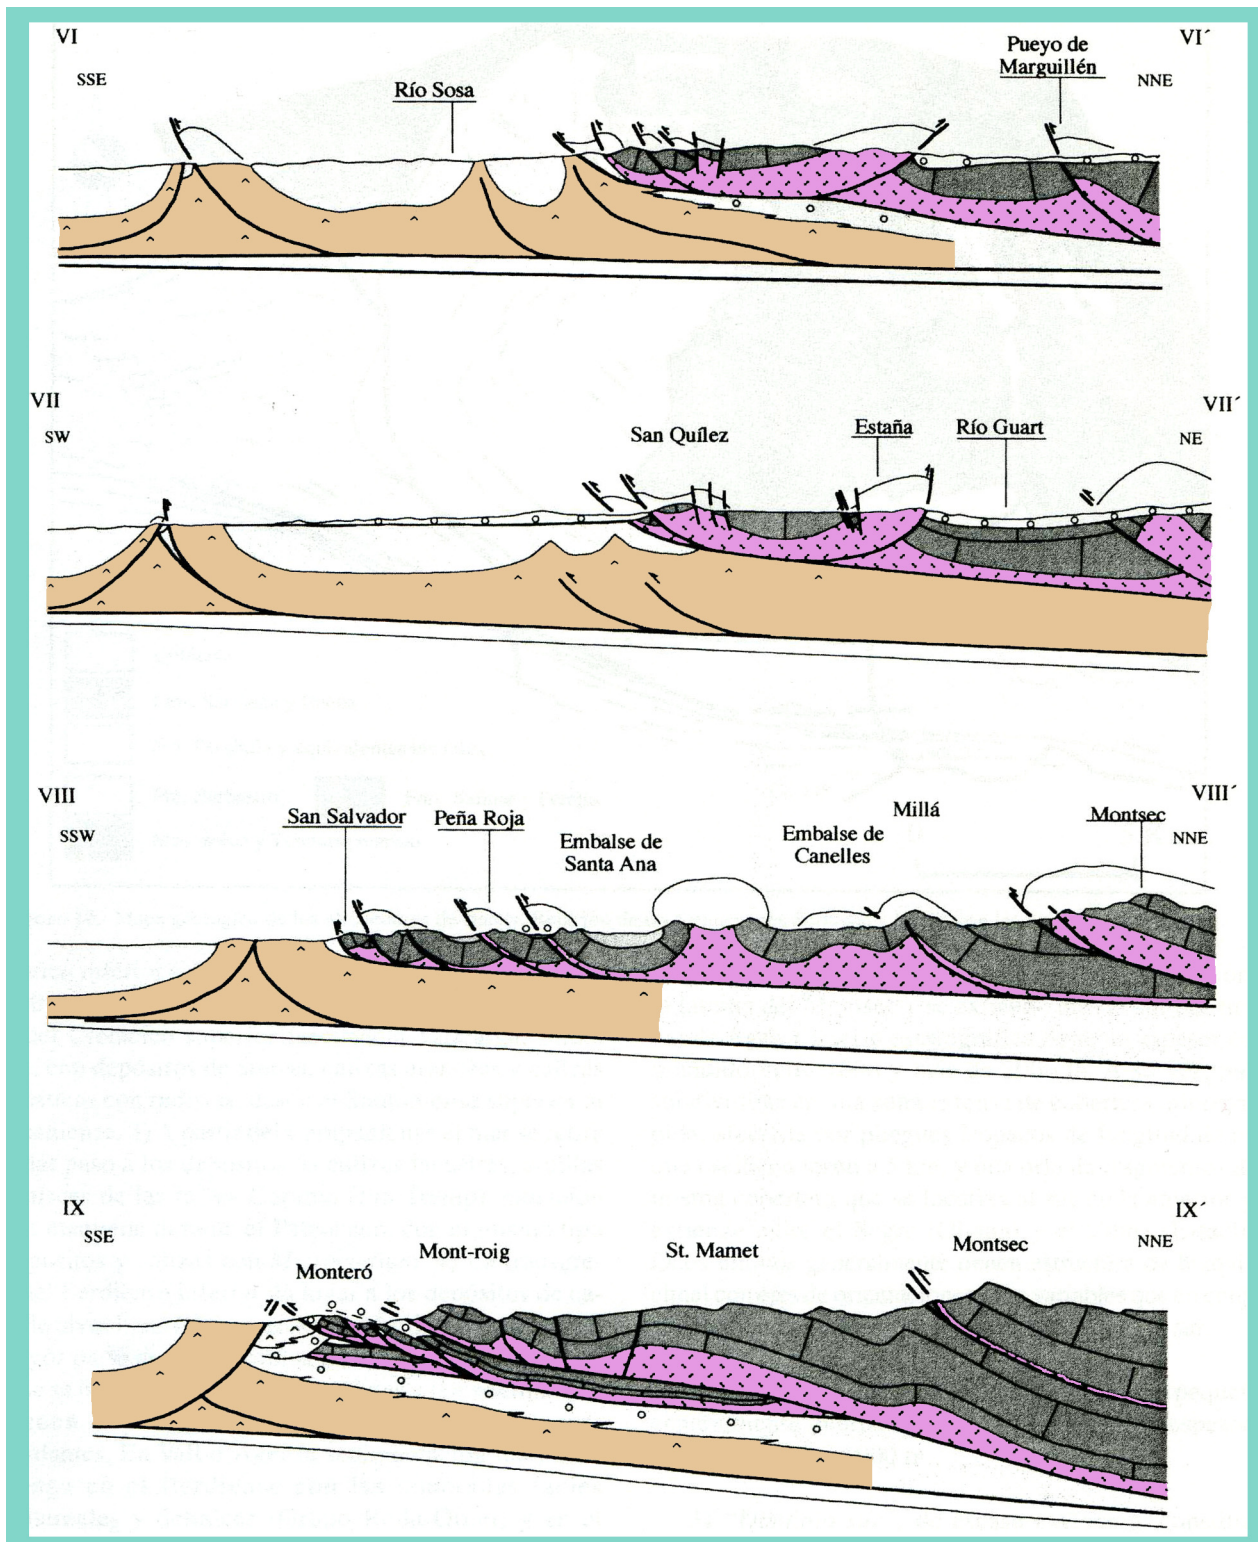 VI
VI´
SSE
Río Sosa
Pueyo de
Marguillén
NNE
VII
VII´
SW
San Quílez
Estaña
Río Guart
NE
VIII
VIII´
SSW
San Salvador
Peña Roja
Embalse de
Santa Ana
Embalse de
Canelles
Millá
Montsec
NNE
IX
IX´
SSE
Monteró
Mont-roig
St. Mamet
Montsec
NNE